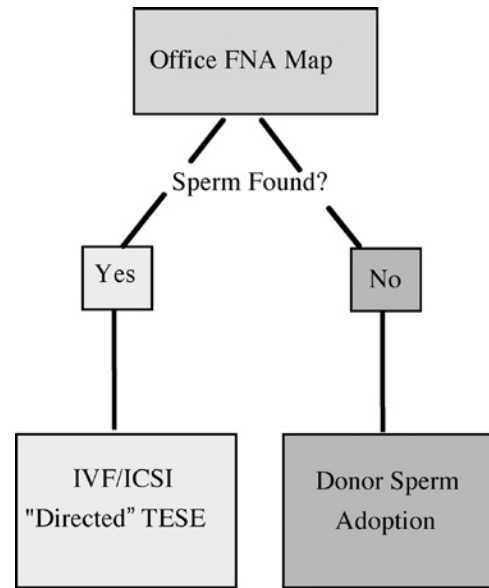 Office FNA Map
Sperm Found?
Yes
No
IVF/ICSI
"Directed” TESE
Donor Sperm
Adoption